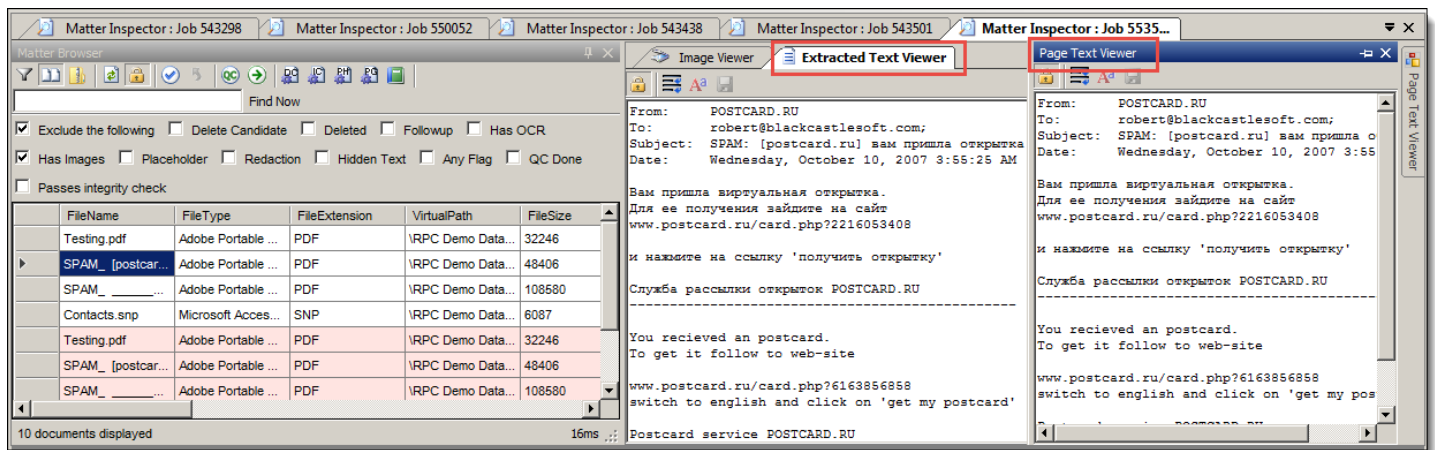 Matter Inspector : Job 543298 Matter Inspector : Job 550052 Matter Inspector : Job 543438 Matter Inspector : Job 543501 Matter Inspector : Job 5535...
Matter Browser
QC
Find Now
Exclude the following Delete Candidate Deleted Followup Has OCR
Has Images Placeholder Redaction Hidden Text Any Flag QC Done
Passes integrity check
FileName FileType FileExtension VirtualPath FileSize
Testing.pdf Adobe Portable ... PDF \RPC Demo Data... 32246
SPAM_ [postcar... Adobe Portable ... PDF \RPC Demo Data... 48406
SPAM_ ______... Adobe Portable ... PDF \RPC Demo Data... 108580
Contacts.snp Microsoft Acces... SNP \RPC Demo Data... 6087
Testing.pdf Adobe Portable ... PDF \RPC Demo Data... 32246
SPAM_ [postcar... Adobe Portable ... PDF \RPC Demo Data... 48406
SPAM_ ______... Adobe Portable ... PDF \RPC Demo Data... 108580
10 documents displayed 16ms
Image Viewer Extracted Text Viewer
From: POSTCARD.RU
To: robert@blackcastlesoft.com;
Subject: SPAM: [postcard.ru] вам пришла открытка
Date: Wednesday, October 10, 2007 3:55:25 AM
Вам пришла виртуальная открытка.
Для ее получения зайдите на сайт
www.postcard.ru/card.php?2216053408
и нажмите на ссылку 'получить открытку'
Служба рассылки открыток POSTCARD.RU
--------------------------------------------------
You recieved an postcard.
To get it follow to web-site
www.postcard.ru/card.php?6163856858
switch to english and click on 'get my postcard'
Postcard service POSTCARD.RU
Page Text Viewer
From: POSTCARD.RU
To: robert@blackcastlesoft.com;
Subject: SPAM: [postcard.ru] вам пришла о
Date: Wednesday, October 10, 2007 3:55
Вам пришла виртуальная открытка.
Для ее получения зайдите на сайт
www.postcard.ru/card.php?2216053408
и нажмите на ссылку 'получить открытку'
Служба рассылки открыток POSTCARD.RU
--------------------------------------------
You recieved an postcard.
To get it follow to web-site
www.postcard.ru/card.php?6163856858
switch to english and click on 'get my pos
Page Text Viewer